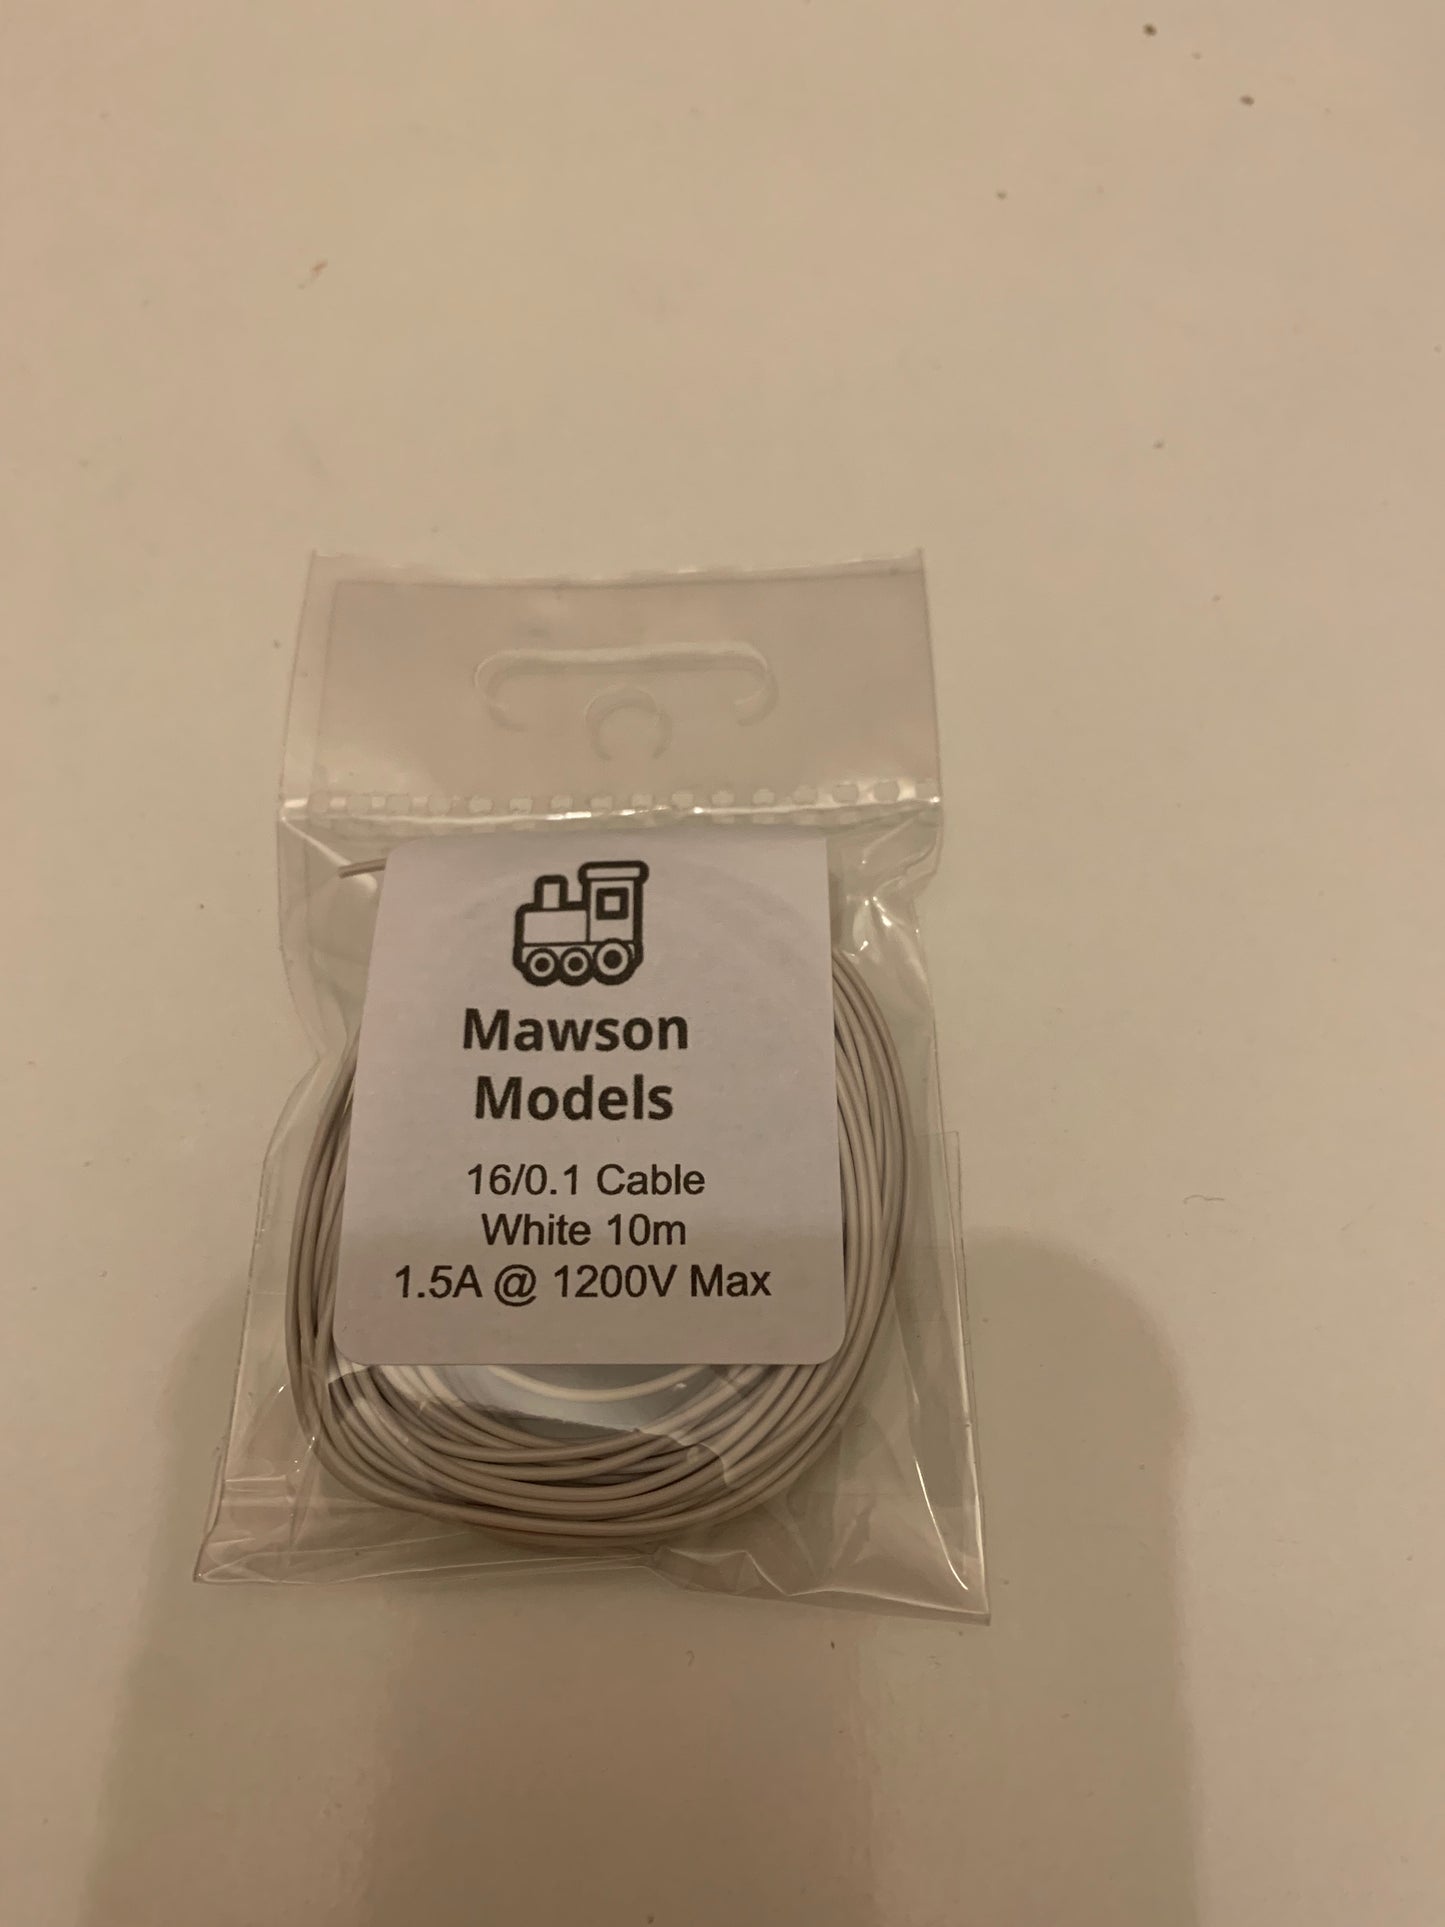 Mawson
Models
16/0.1 Cable
White 10m
1.5A @ 1200V Max